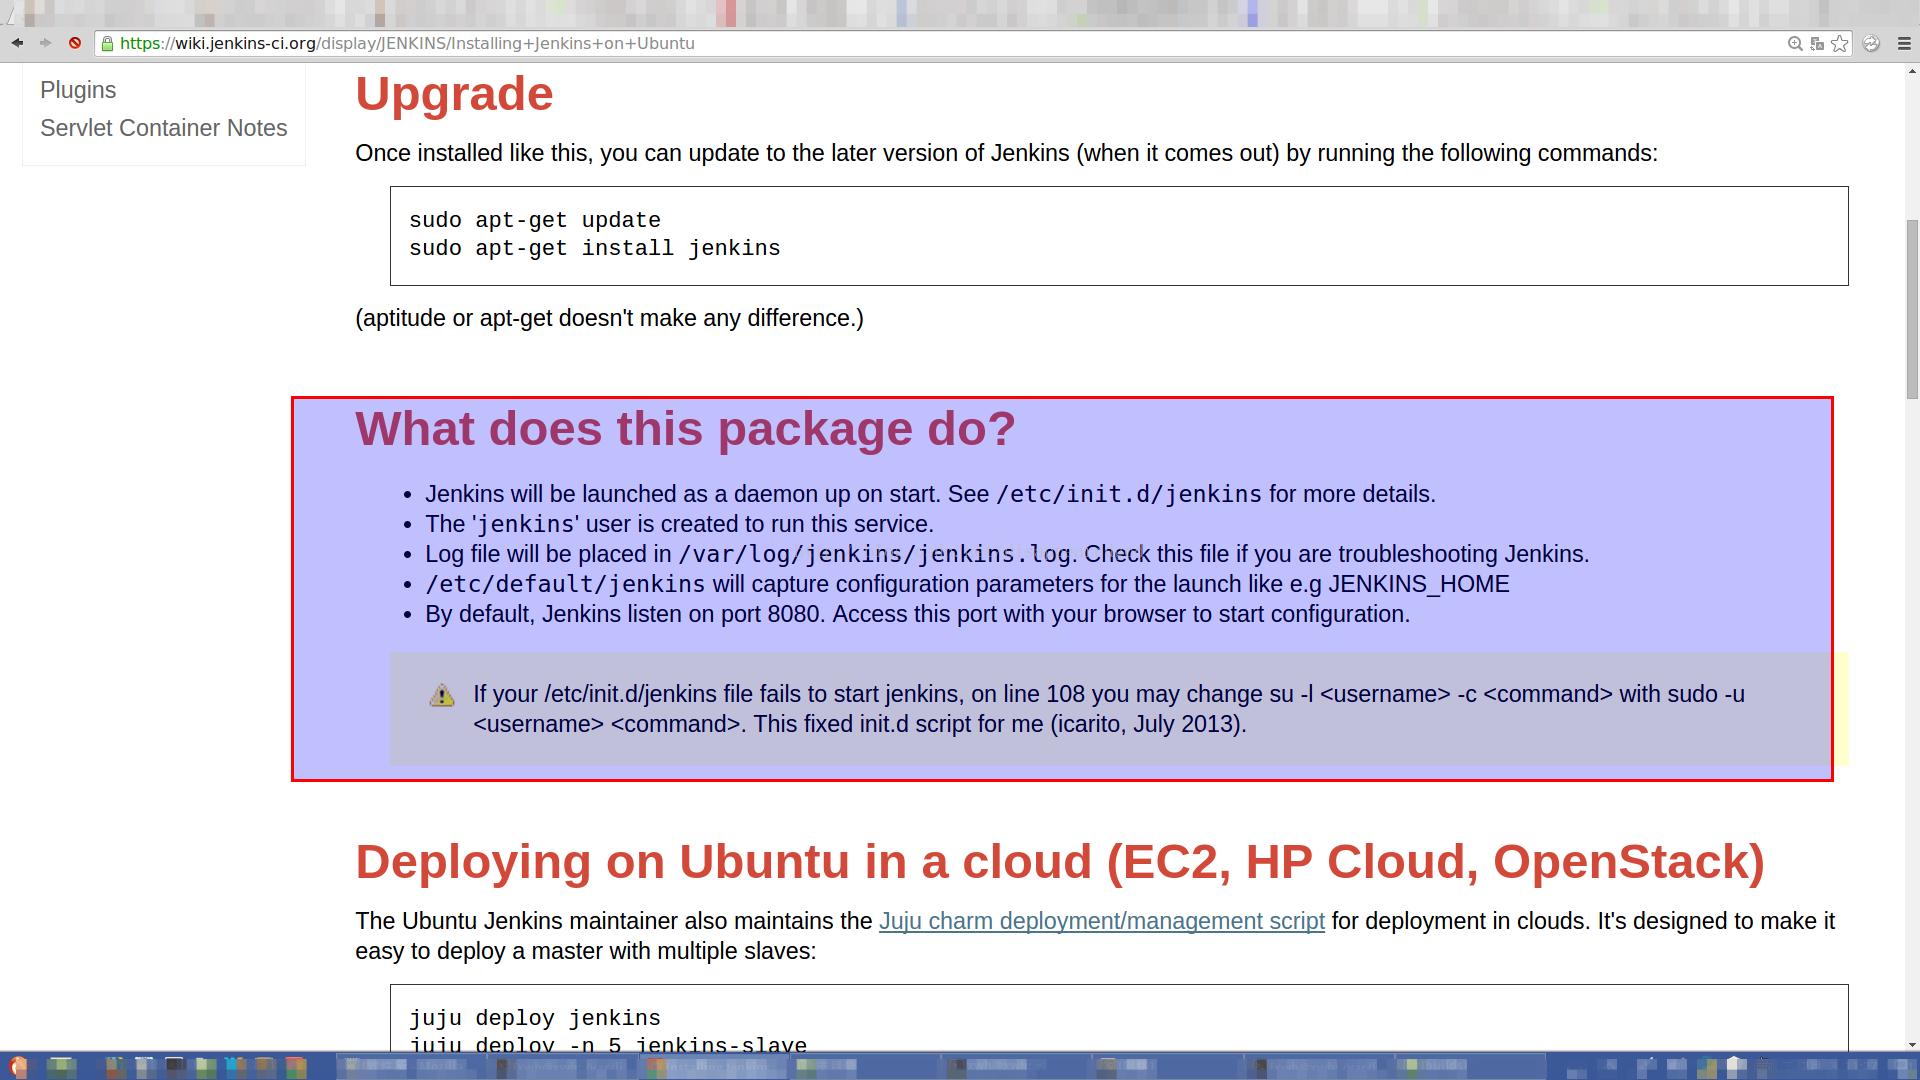 https://wiki.jenkins-ci.org/display/JENKINS/Installing+Jenkins+on+Ubuntu
Plugins
Servlet Container Notes
Upgrade
Once installed like this, you can update to the later version of Jenkins (when it comes out) by running the following commands:
sudo apt-get update
sudo apt-get install jenkins
(aptitude or apt-get doesn't make any difference.)
What does this package do?
• Jenkins will be launched as a daemon up on start. See /etc/init.d/jenkins for more details.
• The 'jenkins' user is created to run this service.
• Log file will be placed in /var/log/jenkins/jenkins.log. Check this file if you are troubleshooting Jenkins.
• /etc/default/jenkins will capture configuration parameters for the launch like e.g JENKINS_HOME
• By default, Jenkins listen on port 8080. Access this port with your browser to start configuration.
If your /etc/init.d/jenkins file fails to start jenkins, on line 108 you may change su -l <username> -c <command> with sudo -u
<username> <command>. This fixed init.d script for me (icarito, July 2013).
Deploying on Ubuntu in a cloud (EC2, HP Cloud, OpenStack)
The Ubuntu Jenkins maintainer also maintains the Juju charm deployment/management script for deployment in clouds. It's designed to make it
easy to deploy a master with multiple slaves:
juju deploy jenkins
juju deploy -n 5 jenkins-slave